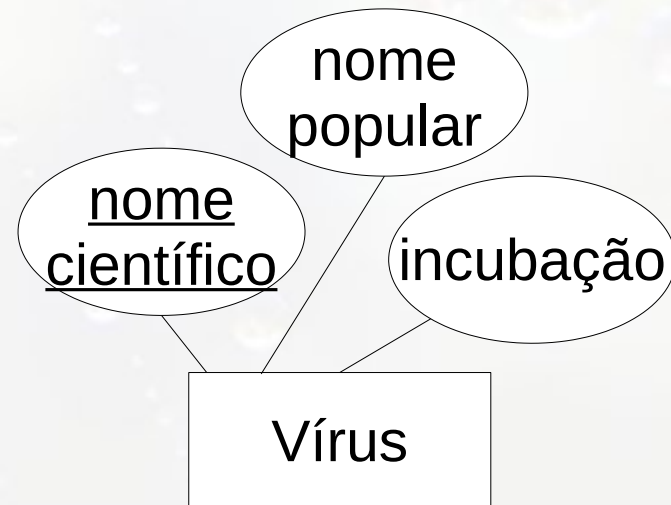 nome
popular
nome
científico
incubação
Vírus